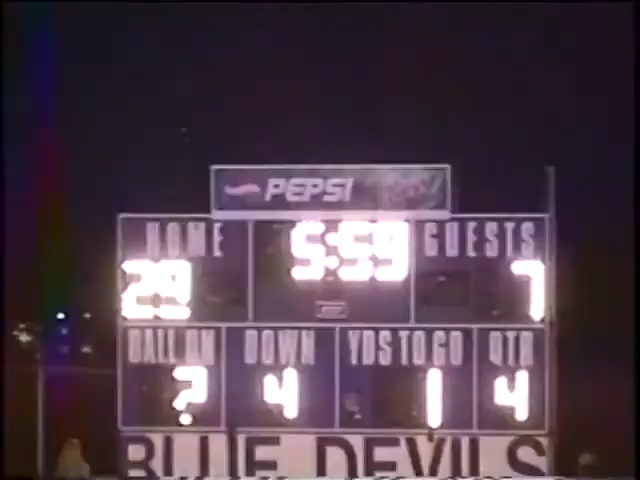 PEPSI
HOME 5:59 GUESTS
29 7
BALL ON DOWN YDS TO GO QTR
? 4 1 4
BLUE DEVILS